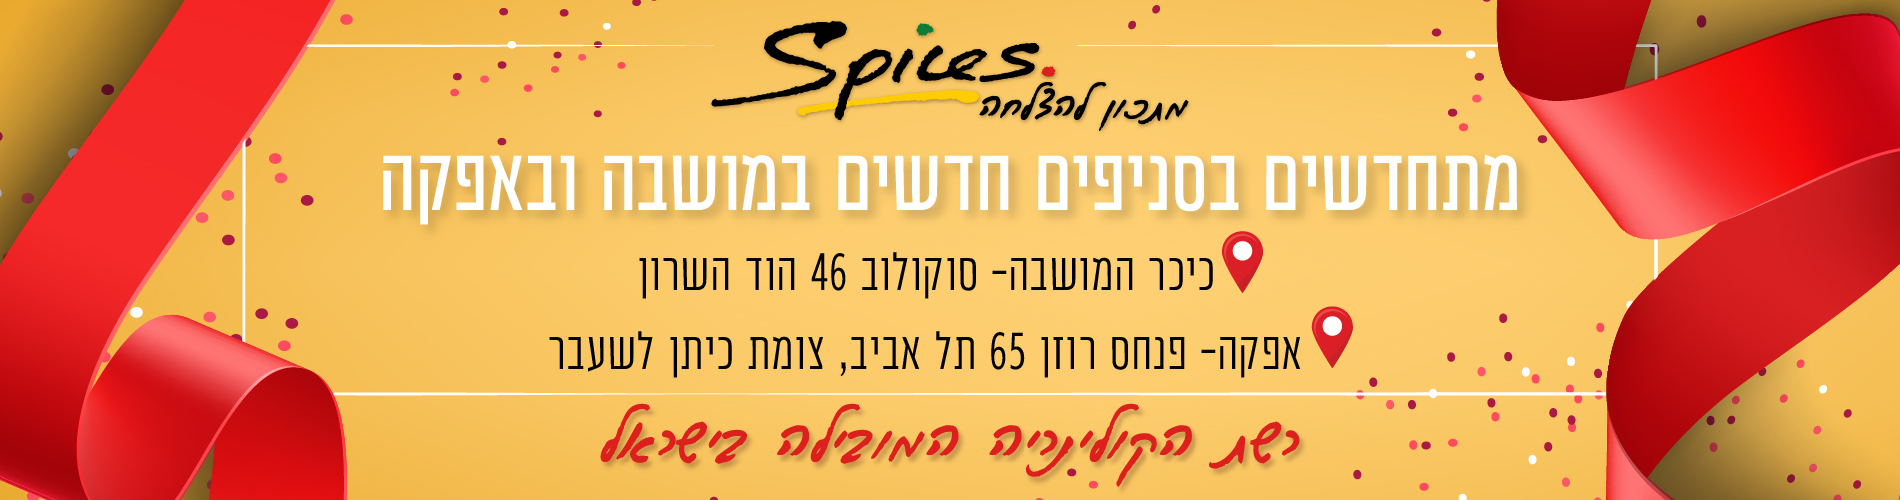 Spices.
מתכון להצלחה
מתחדשים בסניפים חדשים במושבה ובאפקה
כיכר המושבה- סוקולוב 46 הוד השרון
אפקה- פנחס רוזן 65 תל אביב, צומת כיתן לשעבר
רשת הקולינריה המובילה בישראל